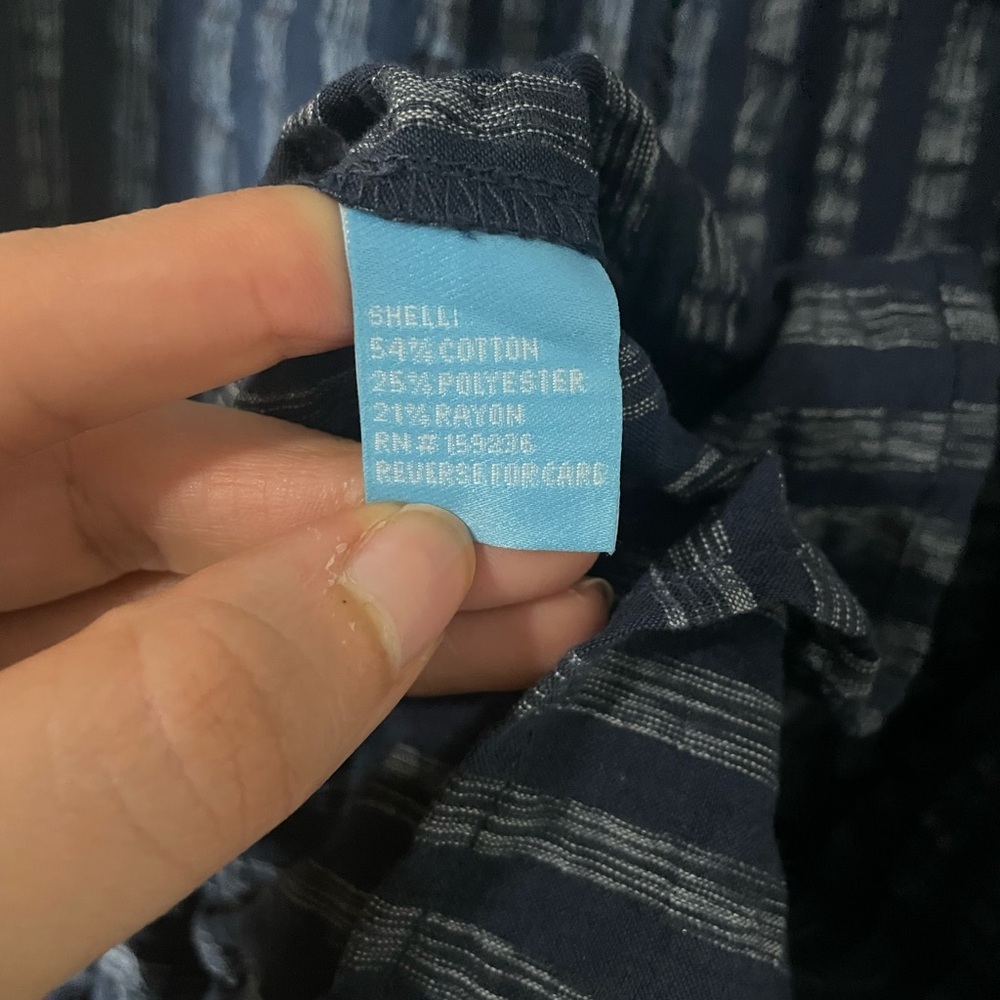 SHELL:
54% COTTON
25% POLYESTER
21% RAYON
RN # 159236
REVERSE FOR CARE